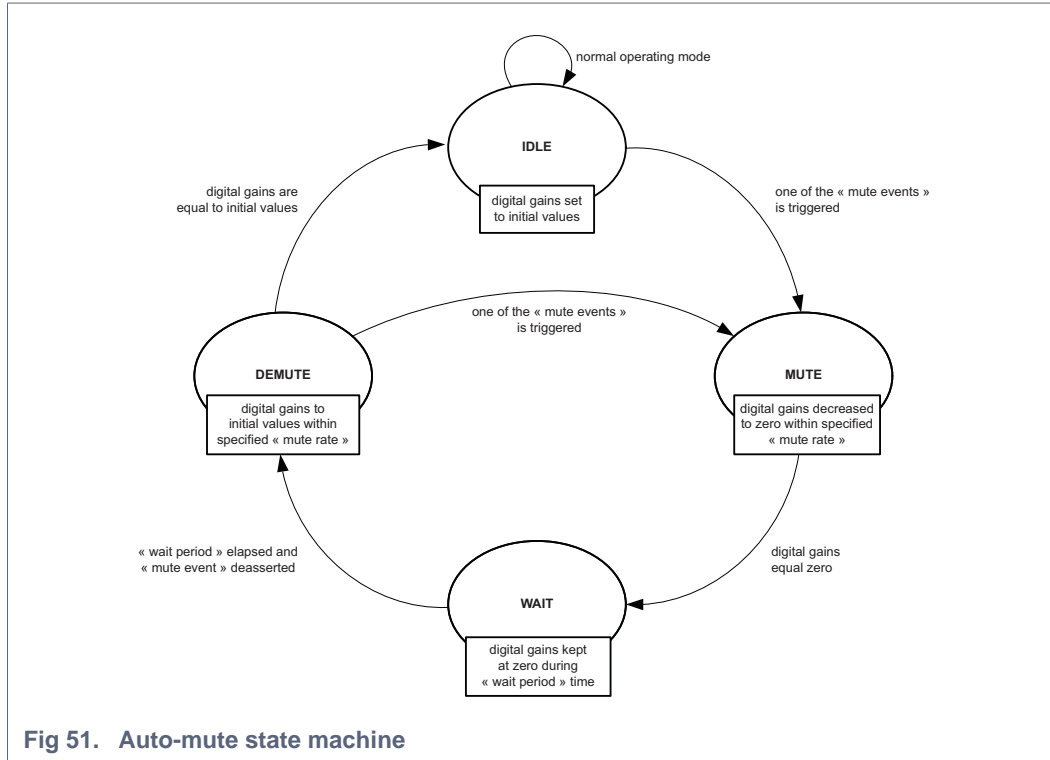 normal operating mode
IDLE
digital gains set
to initial values
digital gains are
equal to initial values
one of the « mute events »
is triggered
one of the « mute events »
is triggered
DEMUTE
digital gains to
initial values within
specified « mute rate »
MUTE
digital gains decreased
to zero within specified
« mute rate »
« wait period » elapsed and
« mute event » deasserted
digital gains
equal zero
WAIT
digital gains kept
at zero during
« wait period » time
Fig 51. Auto-mute state machine